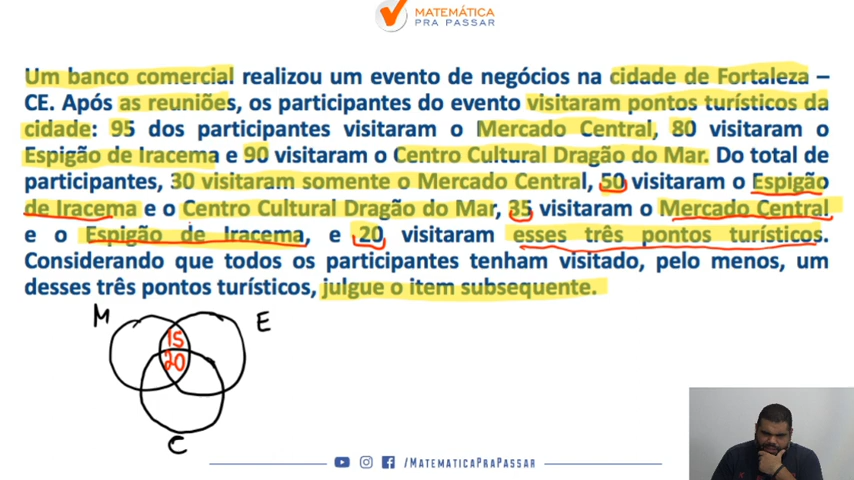 MATEMÁTICA
PRA PASSAR
Um banco comercial realizou um evento de negócios na cidade de Fortaleza –
CE. Após as reuniões, os participantes do evento visitaram pontos turísticos da
cidade: 95 dos participantes visitaram o Mercado Central, 80 visitaram o
Espigão de Iracema e 90 visitaram o Centro Cultural Dragão do Mar. Do total de
participantes, 30 visitaram somente o Mercado Central, 50 visitaram o Espigão
de Iracema e o Centro Cultural Dragão do Mar, 35 visitaram o Mercado Central
e o Espigão de Iracema, e 20 visitaram esses três pontos turísticos.
Considerando que todos os participantes tenham visitado, pelo menos, um
desses três pontos turísticos, julgue o item subsequente.
M E
15
20
C
/MATEMATICAPRAPASSAR